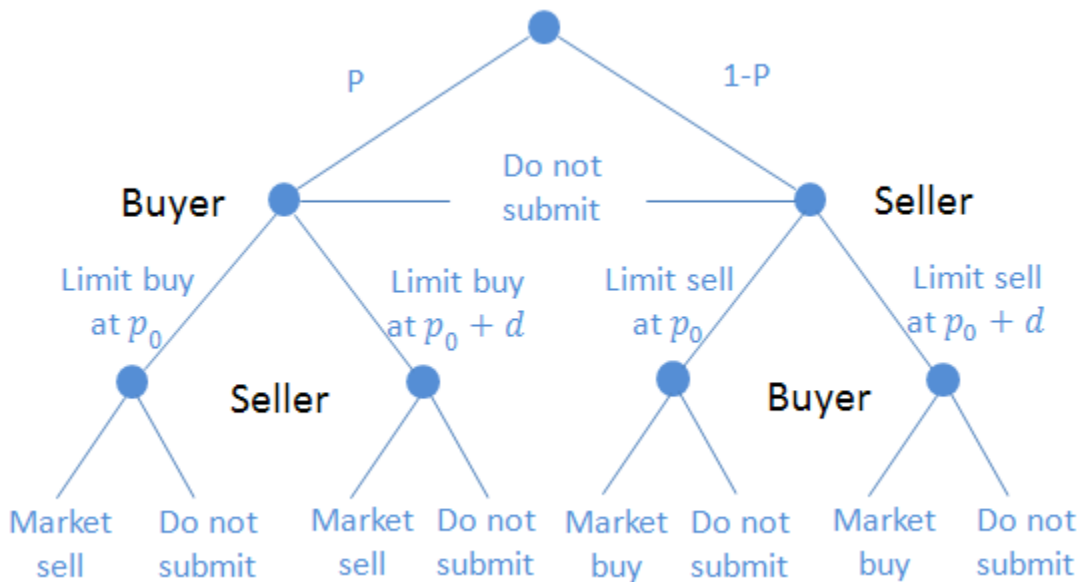 P
1-P
Do not
submit
Buyer
Seller
Limit buy
at p₀
Limit buy
at p₀ + d
Limit sell
at p₀
Limit sell
at p₀ + d
Seller
Buyer
Market
sell
Do not
submit
Market
sell
Do not
submit
Market
buy
Do not
submit
Market
buy
Do not
submit